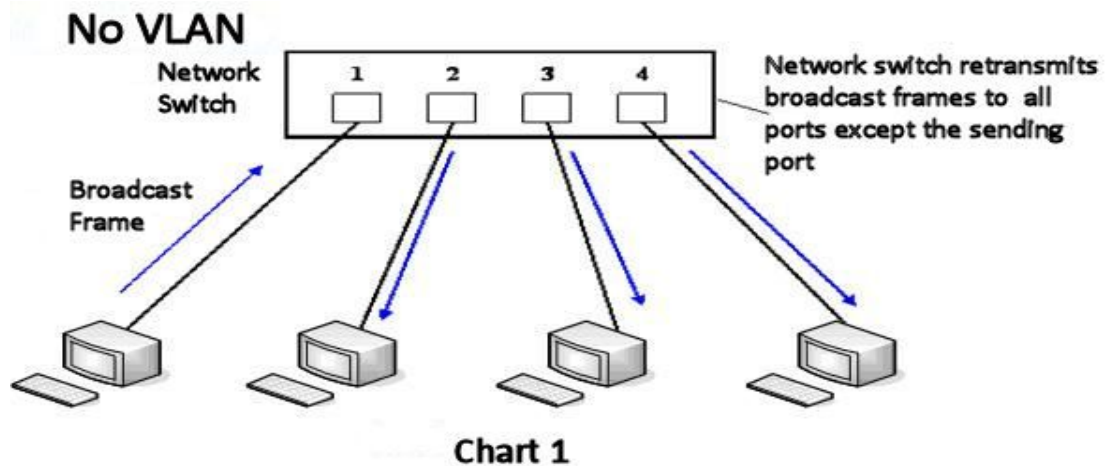 No VLAN
Network
Switch
1 2 3 4
Network switch retransmits
broadcast frames to all
ports except the sending
port
Broadcast
Frame
Chart 1